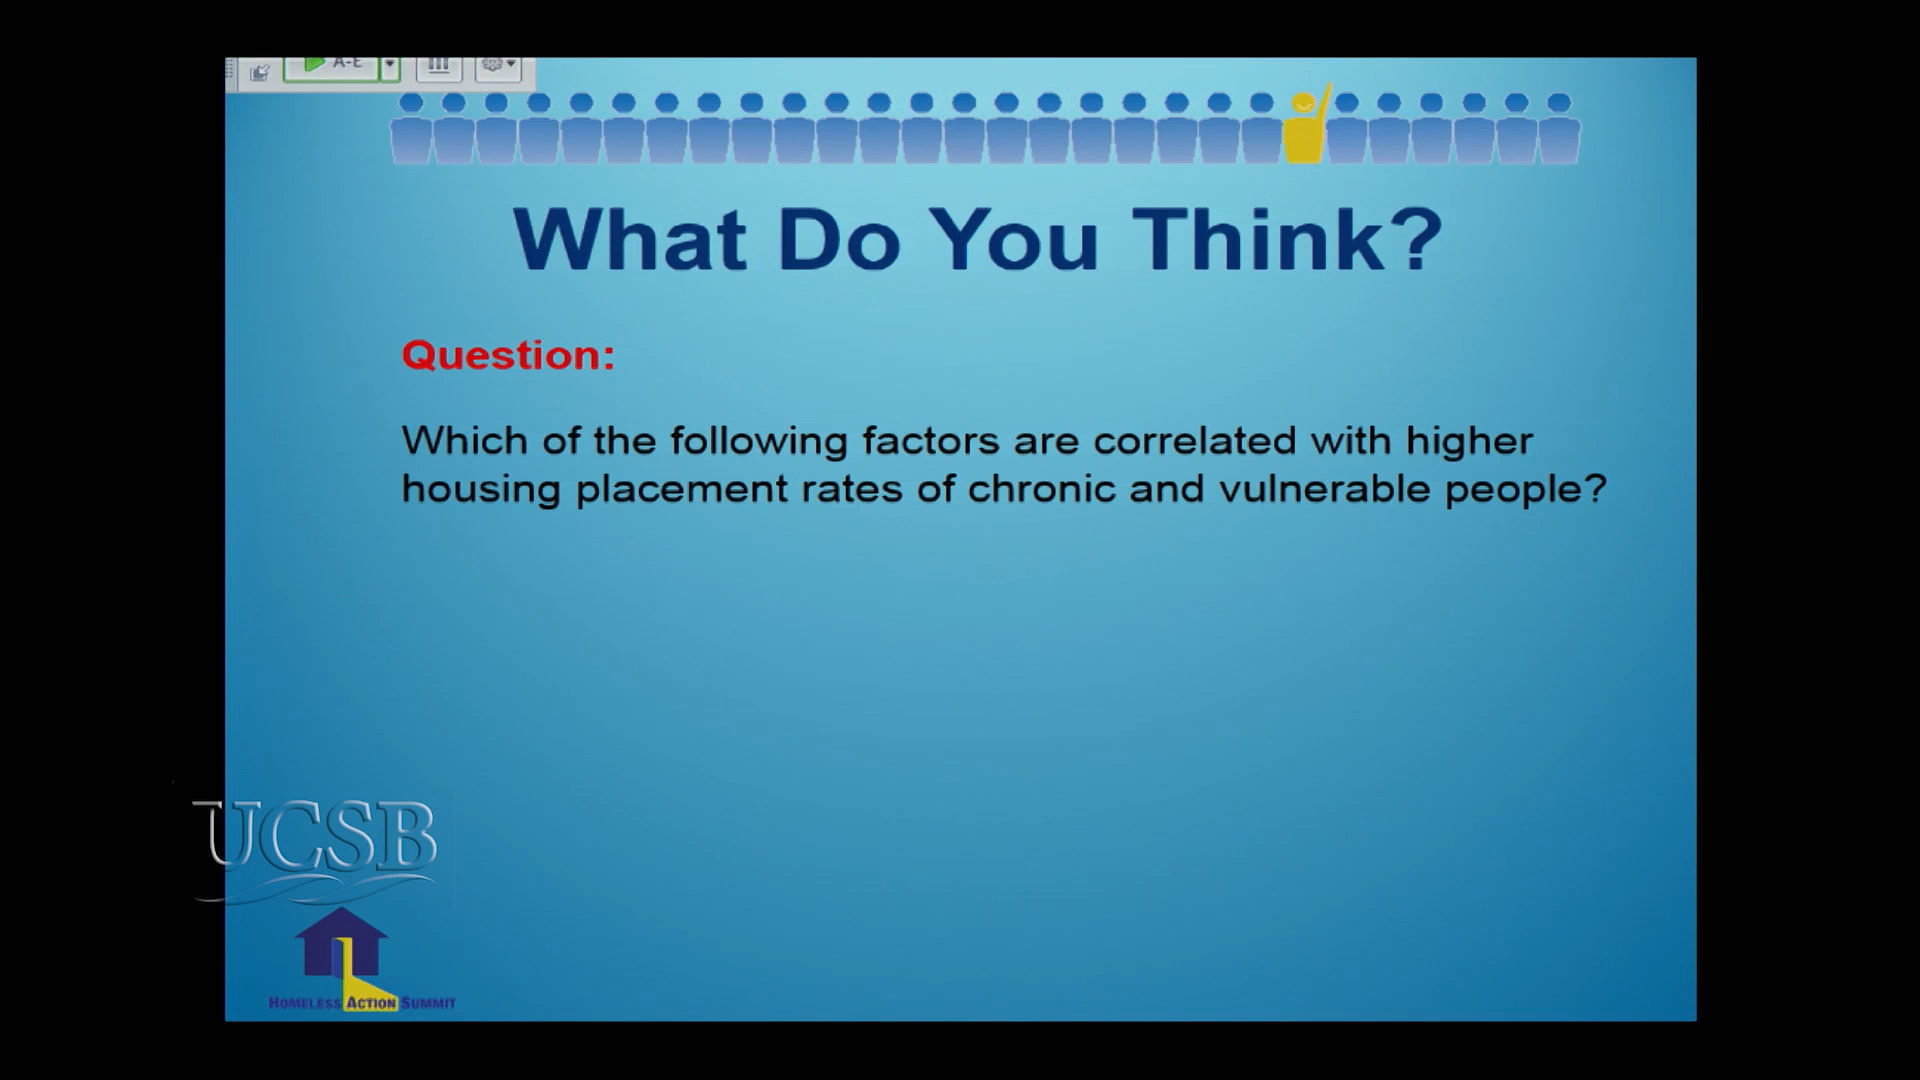 A-E
What Do You Think?
Question:
Which of the following factors are correlated with higher
housing placement rates of chronic and vulnerable people?
UCSB
HOMELESS ACTION SUMMIT